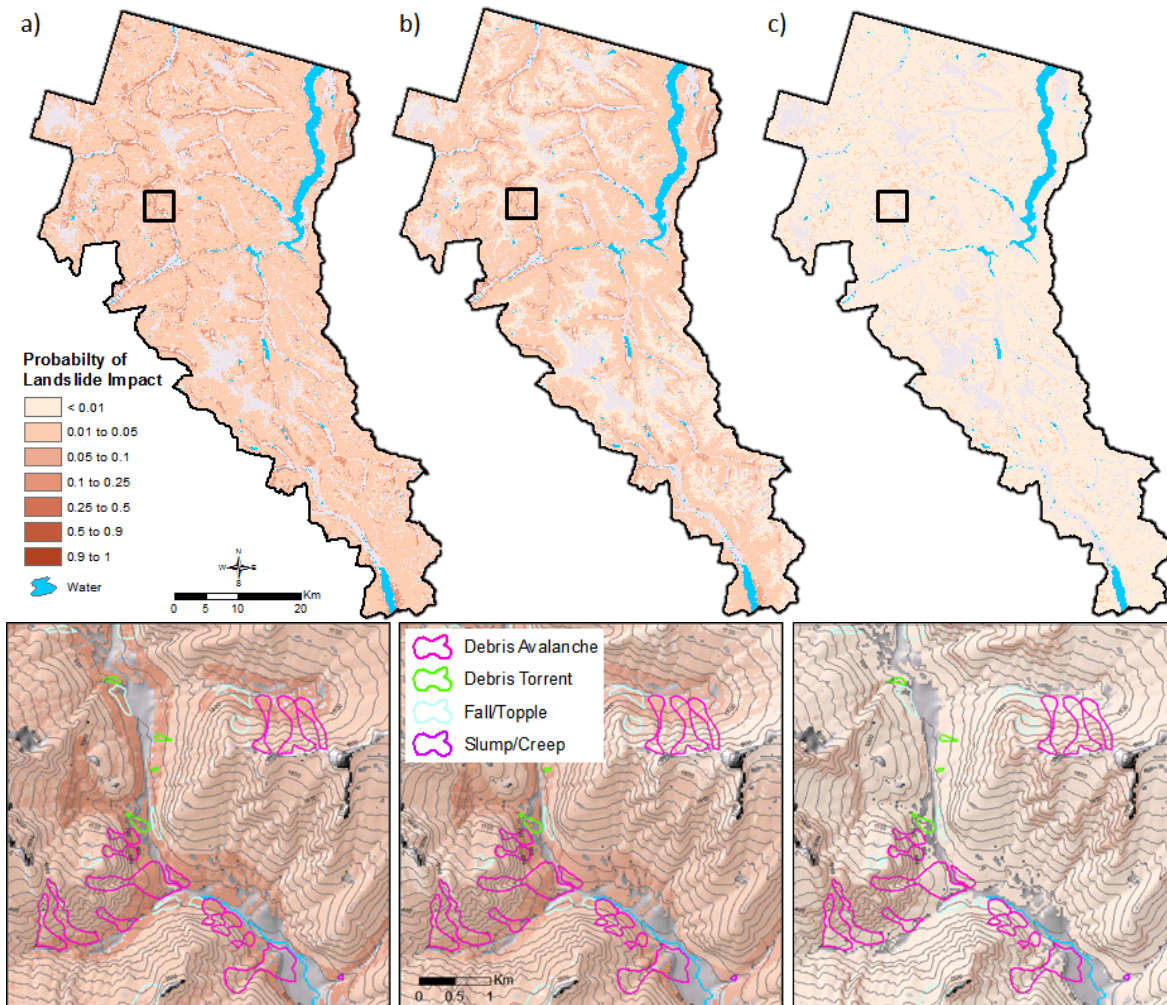 a)
b)
c)
Probabilty of
Landslide Impact
< 0.01
0.01 to 0.05
0.05 to 0.1
0.1 to 0.25
0.25 to 0.5
0.5 to 0.9
0.9 to 1
Water
N
W E
S
Km
0 5 10 20
Debris Avalanche
Debris Torrent
Fall/Topple
Slump/Creep
Km
0 0.5 1